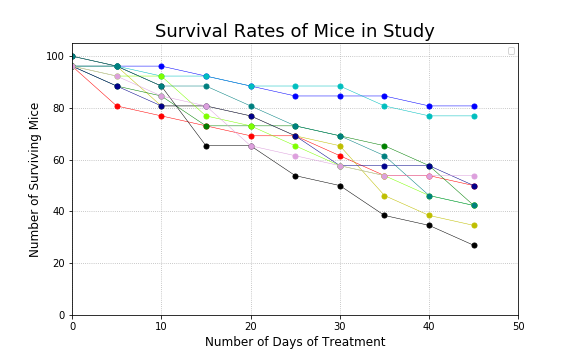 Survival Rates of Mice in Study
Number of Surviving Mice
100
80
60
40
20
0
0 10 20 30 40 50
Number of Days of Treatment